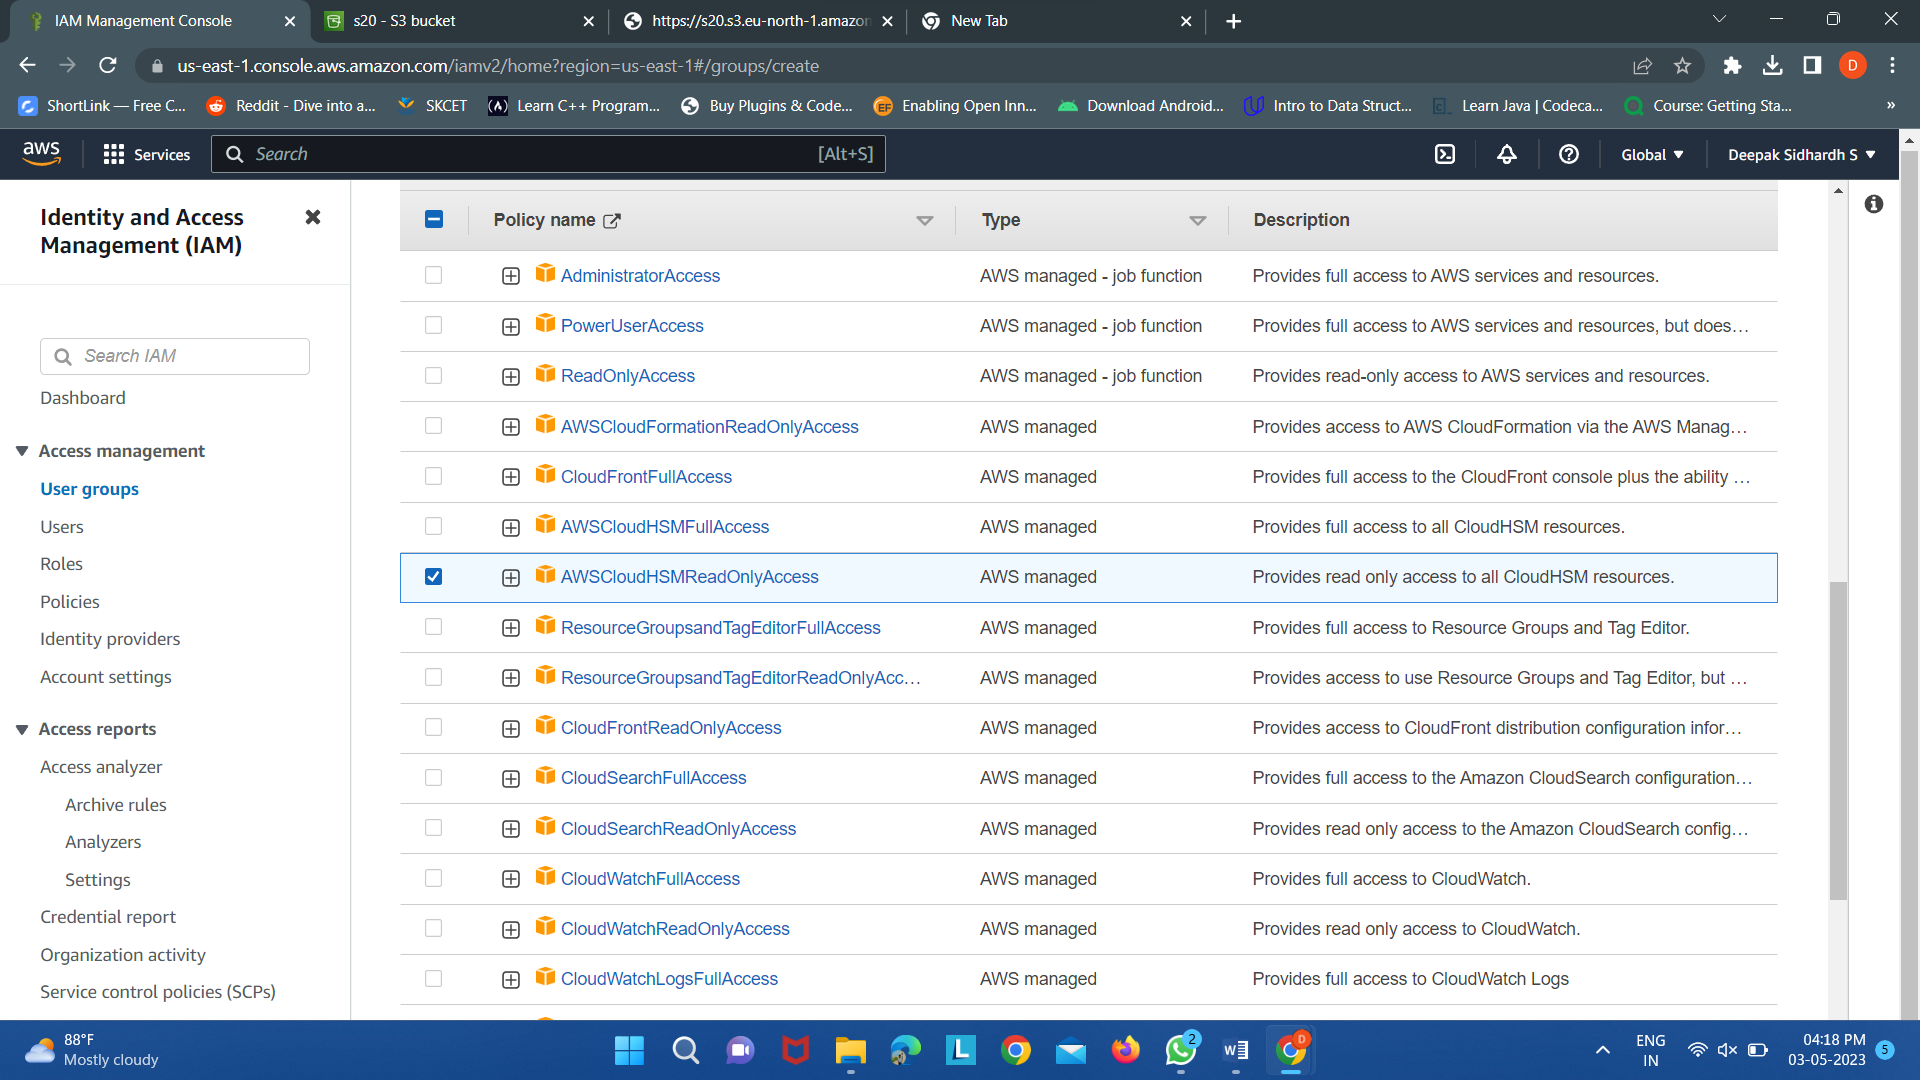 IAM Management Console
s20 - S3 bucket
https://s20.s3.eu-north-1.amazon
New Tab
us-east-1.console.aws.amazon.com/iamv2/home?region=us-east-1#/groups/create
D
ShortLink — Free C...
Reddit - Dive into a...
SKCET
Learn C++ Program...
Buy Plugins & Code...
Enabling Open Inn...
Download Android...
Intro to Data Struct...
Learn Java | Codeca...
Course: Getting Sta...
»
aws
Services
Search
[Alt+S]
Global
Deepak Sidhardh S
Identity and Access
Management (IAM)
Search IAM
Dashboard
Access management
User groups
Users
Roles
Policies
Identity providers
Account settings
Access reports
Access analyzer
Archive rules
Analyzers
Settings
Credential report
Organization activity
Service control policies (SCPs)
Policy name Type Description
AdministratorAccess AWS managed - job function Provides full access to AWS services and resources.
PowerUserAccess AWS managed - job function Provides full access to AWS services and resources, but does...
ReadOnlyAccess AWS managed - job function Provides read-only access to AWS services and resources.
AWSCloudFormationReadOnlyAccess AWS managed Provides access to AWS CloudFormation via the AWS Manag...
CloudFrontFullAccess AWS managed Provides full access to the CloudFront console plus the ability ...
AWSCloudHSMFullAccess AWS managed Provides full access to all CloudHSM resources.
AWSCloudHSMReadOnlyAccess AWS managed Provides read only access to all CloudHSM resources.
ResourceGroupsandTagEditorFullAccess AWS managed Provides full access to Resource Groups and Tag Editor.
ResourceGroupsandTagEditorReadOnlyAcc... AWS managed Provides access to use Resource Groups and Tag Editor, but ...
CloudFrontReadOnlyAccess AWS managed Provides access to CloudFront distribution configuration infor...
CloudSearchFullAccess AWS managed Provides full access to the Amazon CloudSearch configuration...
CloudSearchReadOnlyAccess AWS managed Provides read only access to the Amazon CloudSearch config...
CloudWatchFullAccess AWS managed Provides full access to CloudWatch.
CloudWatchReadOnlyAccess AWS managed Provides read only access to CloudWatch.
CloudWatchLogsFullAccess AWS managed Provides full access to CloudWatch Logs
88°F
Mostly cloudy
L
2
D
ENG
IN
04:18 PM
03-05-2023
5